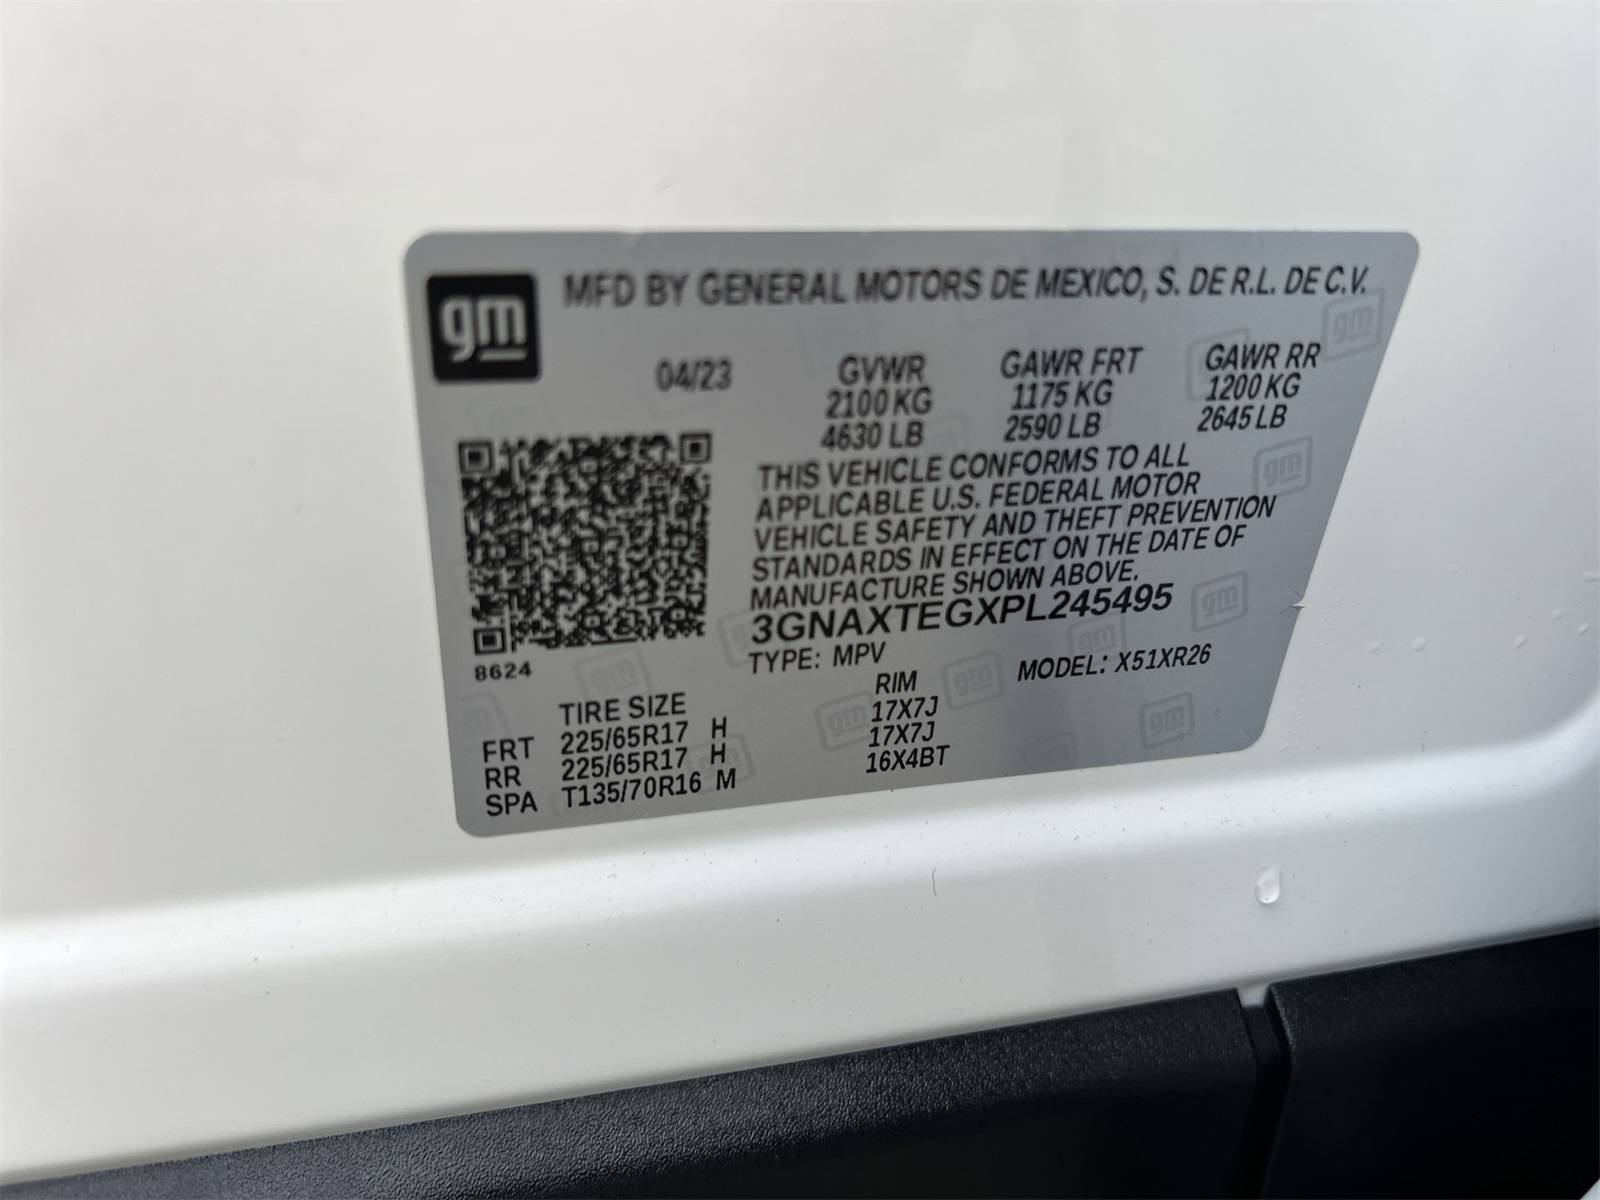 gm
MFD BY GENERAL MOTORS DE MEXICO, S. DE R.L. DE C.V.
04/23 GVWR GAWR FRT GAWR RR
2100 KG 1175 KG 1200 KG
4630 LB 2590 LB 2645 LB
THIS VEHICLE CONFORMS TO ALL
APPLICABLE U.S. FEDERAL MOTOR
VEHICLE SAFETY AND THEFT PREVENTION
STANDARDS IN EFFECT ON THE DATE OF
MANUFACTURE SHOWN ABOVE.
3GNAXTEGXPL245495
8624
TYPE: MPV MODEL: X51XR26
TIRE SIZE RIM
FRT 225/65R17 H 17X7J
RR 225/65R17 H 17X7J
SPA T135/70R16 M 16X4BT